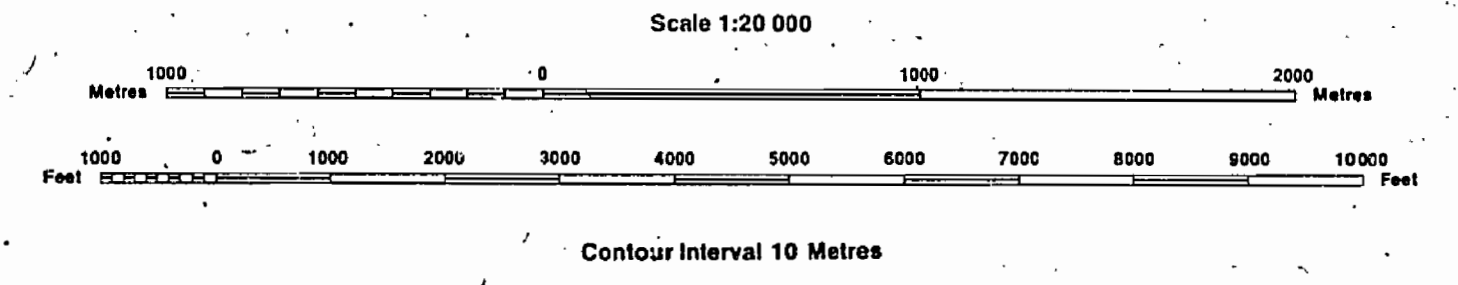 Scale 1:20 000
1000 0 1000 2000
Metres Metres
1000 0 1000 2000 3000 4000 5000 6000 7000 8000 9000 10000
Feet Feet
Contour Interval 10 Metres